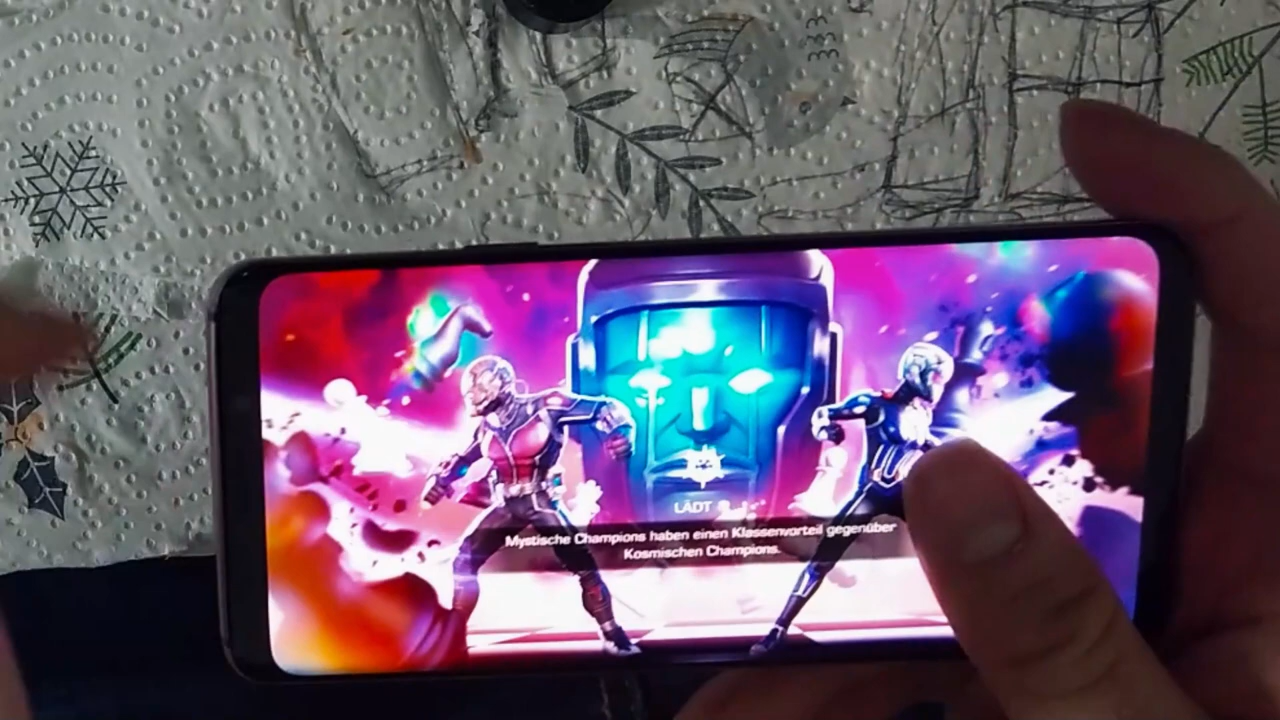 LÄDT
Mystische Champions haben einen Klassenvorteil gegenüber
Kosmischen Champions.